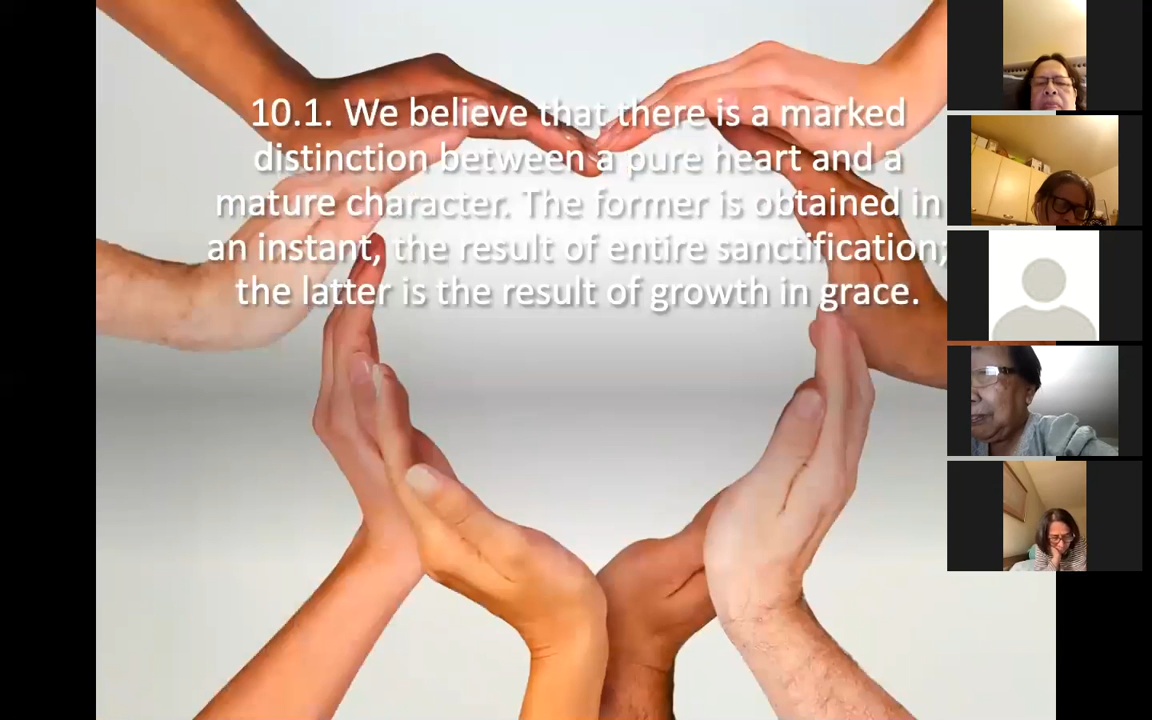 10.1. We believe that there is a marked
distinction between a pure heart and a
mature character. The former is obtained in
an instant, the result of entire sanctification;
the latter is the result of growth in grace.